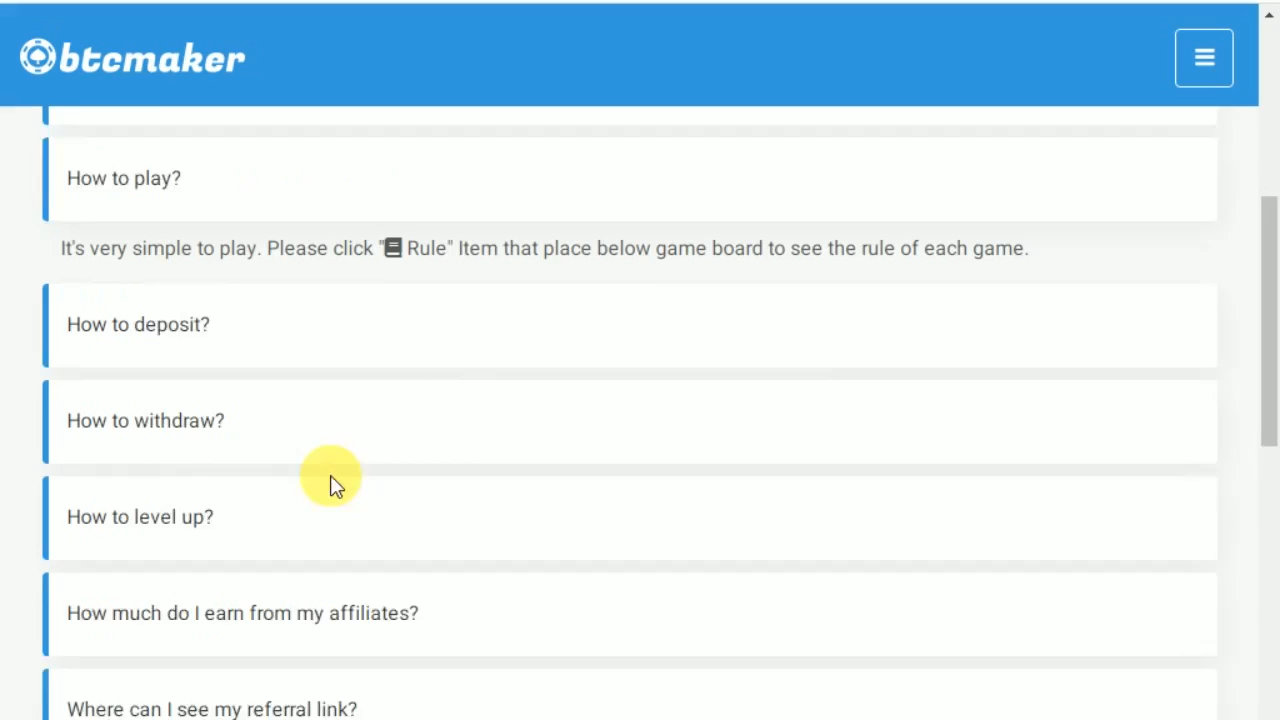 btcmaker
How to play?
It's very simple to play. Please click " Rule" Item that place below game board to see the rule of each game.
How to deposit?
How to withdraw?
How to level up?
How much do I earn from my affiliates?
Where can I see my referral link?